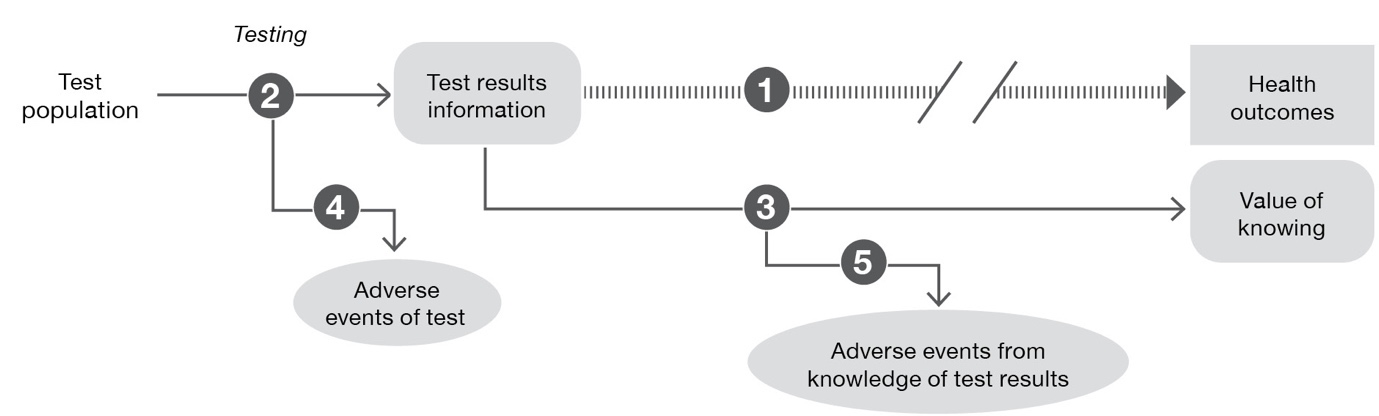 Testing
Test
population
2
Test results
information
1
Health
outcomes
4
3
Value of
knowing
5
Adverse
events of test
Adverse events from
knowledge of test results